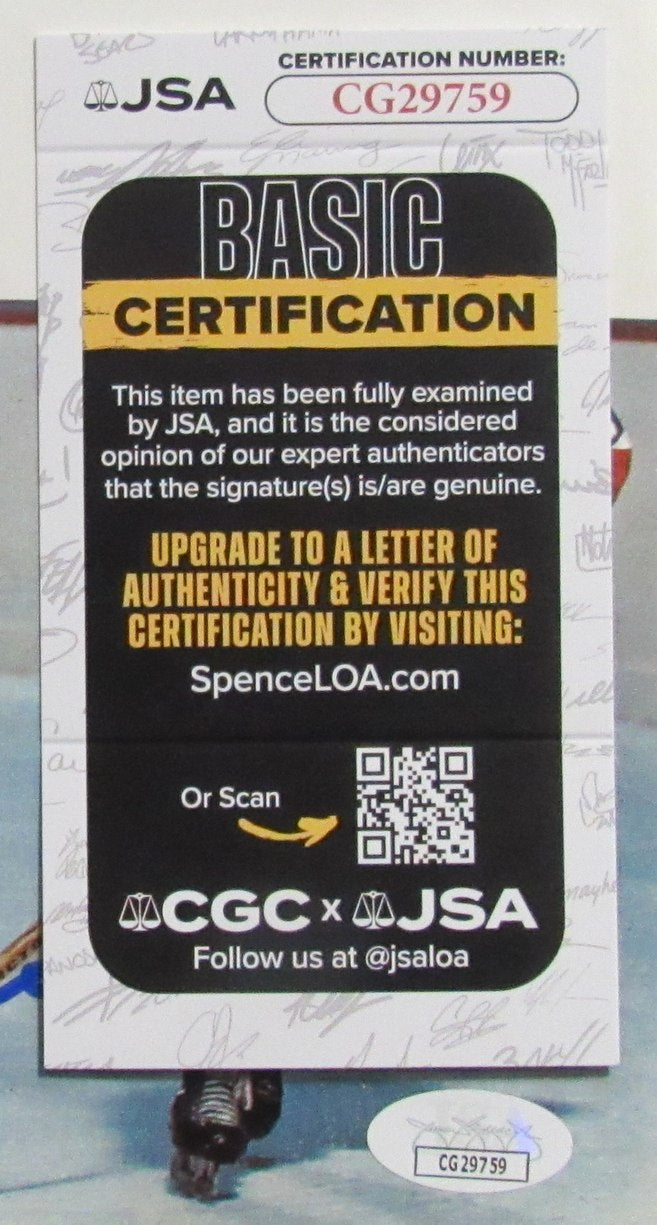 CERTIFICATION NUMBER:
JSA
CG29759
BASIC
CERTIFICATION
This item has been fully examined
by JSA, and it is the considered
opinion of our expert authenticators
that the signature(s) is/are genuine.
UPGRADE TO A LETTER OF
AUTHENTICITY & VERIFY THIS
CERTIFICATION BY VISITING:
SpenceLOA.com
Or Scan
CGC x JSA
Follow us at @jsaloa
CG29759